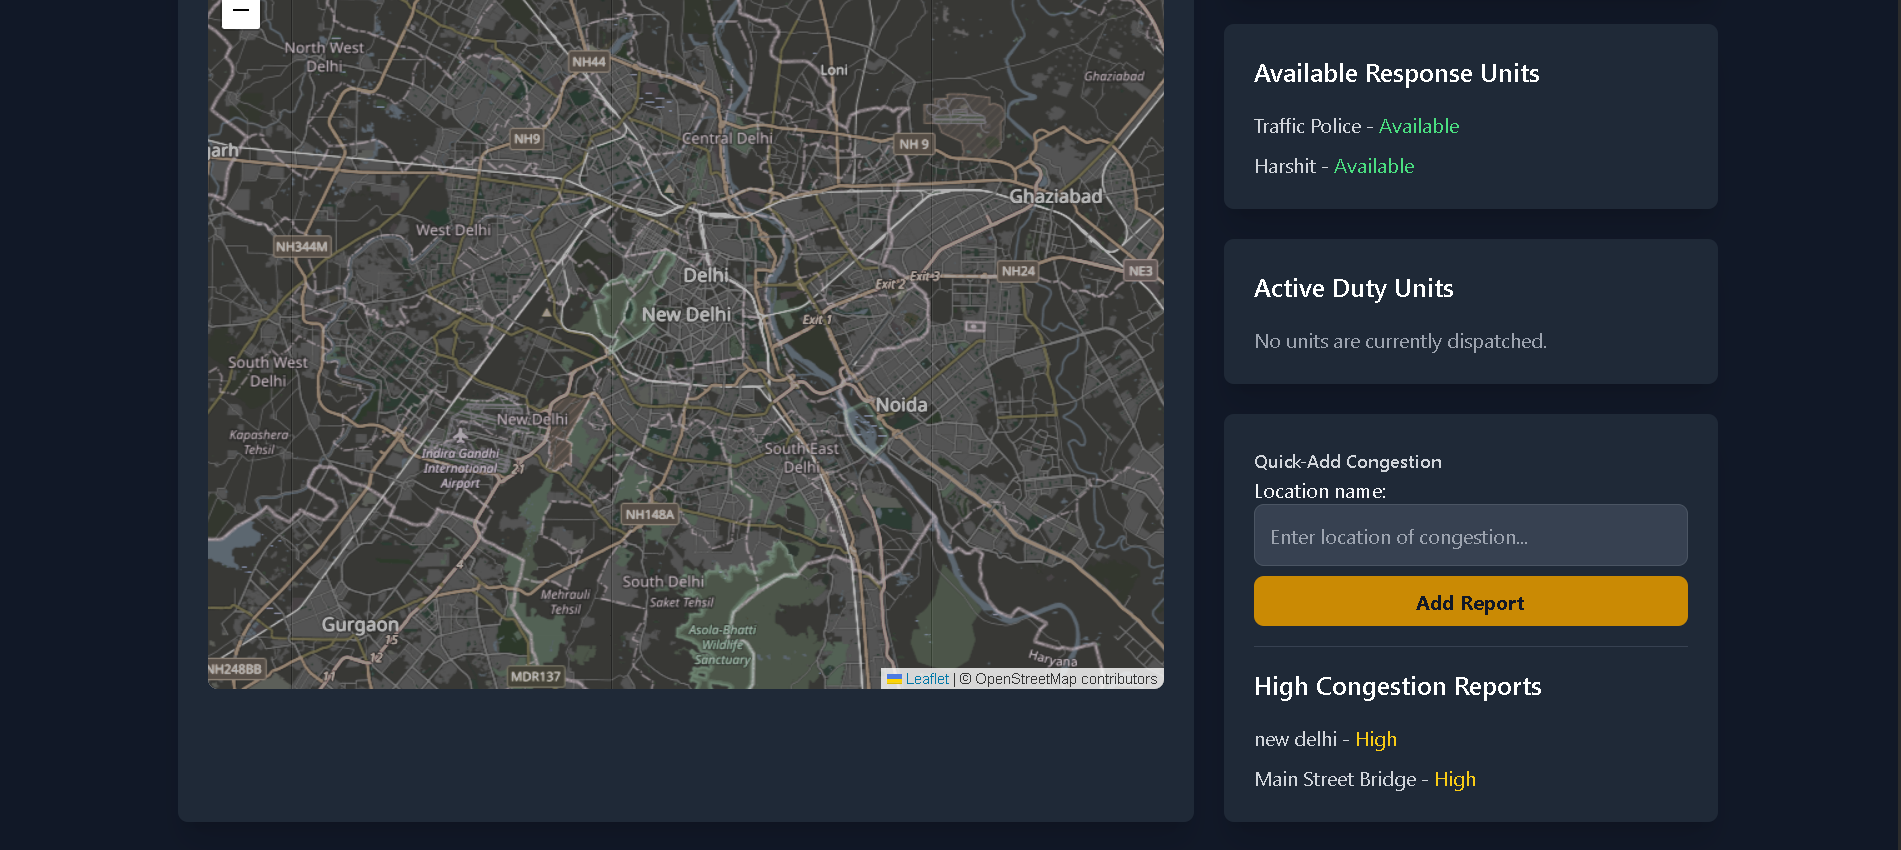 North West
Delhi
NH44
Loni
Ghaziabad
NH9
Central Delhi
NH 9
arh
Ghaziabad
West Delhi
NH344M
Delhi
Exit 2
Exit 3
NH24
NE3
New Delhi
Exit 1
South West
Delhi
Noida
New Delhi
Kapashera
Tehsil
Indira Gandhi
International
Airport
21
South East
Delhi
NH148A
4
South Delhi
Mehrauli
Tehsil
Saket Tehsil
Gurgaon
15
Asola-Bhatti
Wildlife
Sanctuary
12
Haryana
NH248BB
11
MDR137
Leaflet | © OpenStreetMap contributors
Available Response Units
Traffic Police - Available
Harshit - Available
Active Duty Units
No units are currently dispatched.
Quick-Add Congestion
Location name:
Enter location of congestion...
Add Report
High Congestion Reports
new delhi - High
Main Street Bridge - High